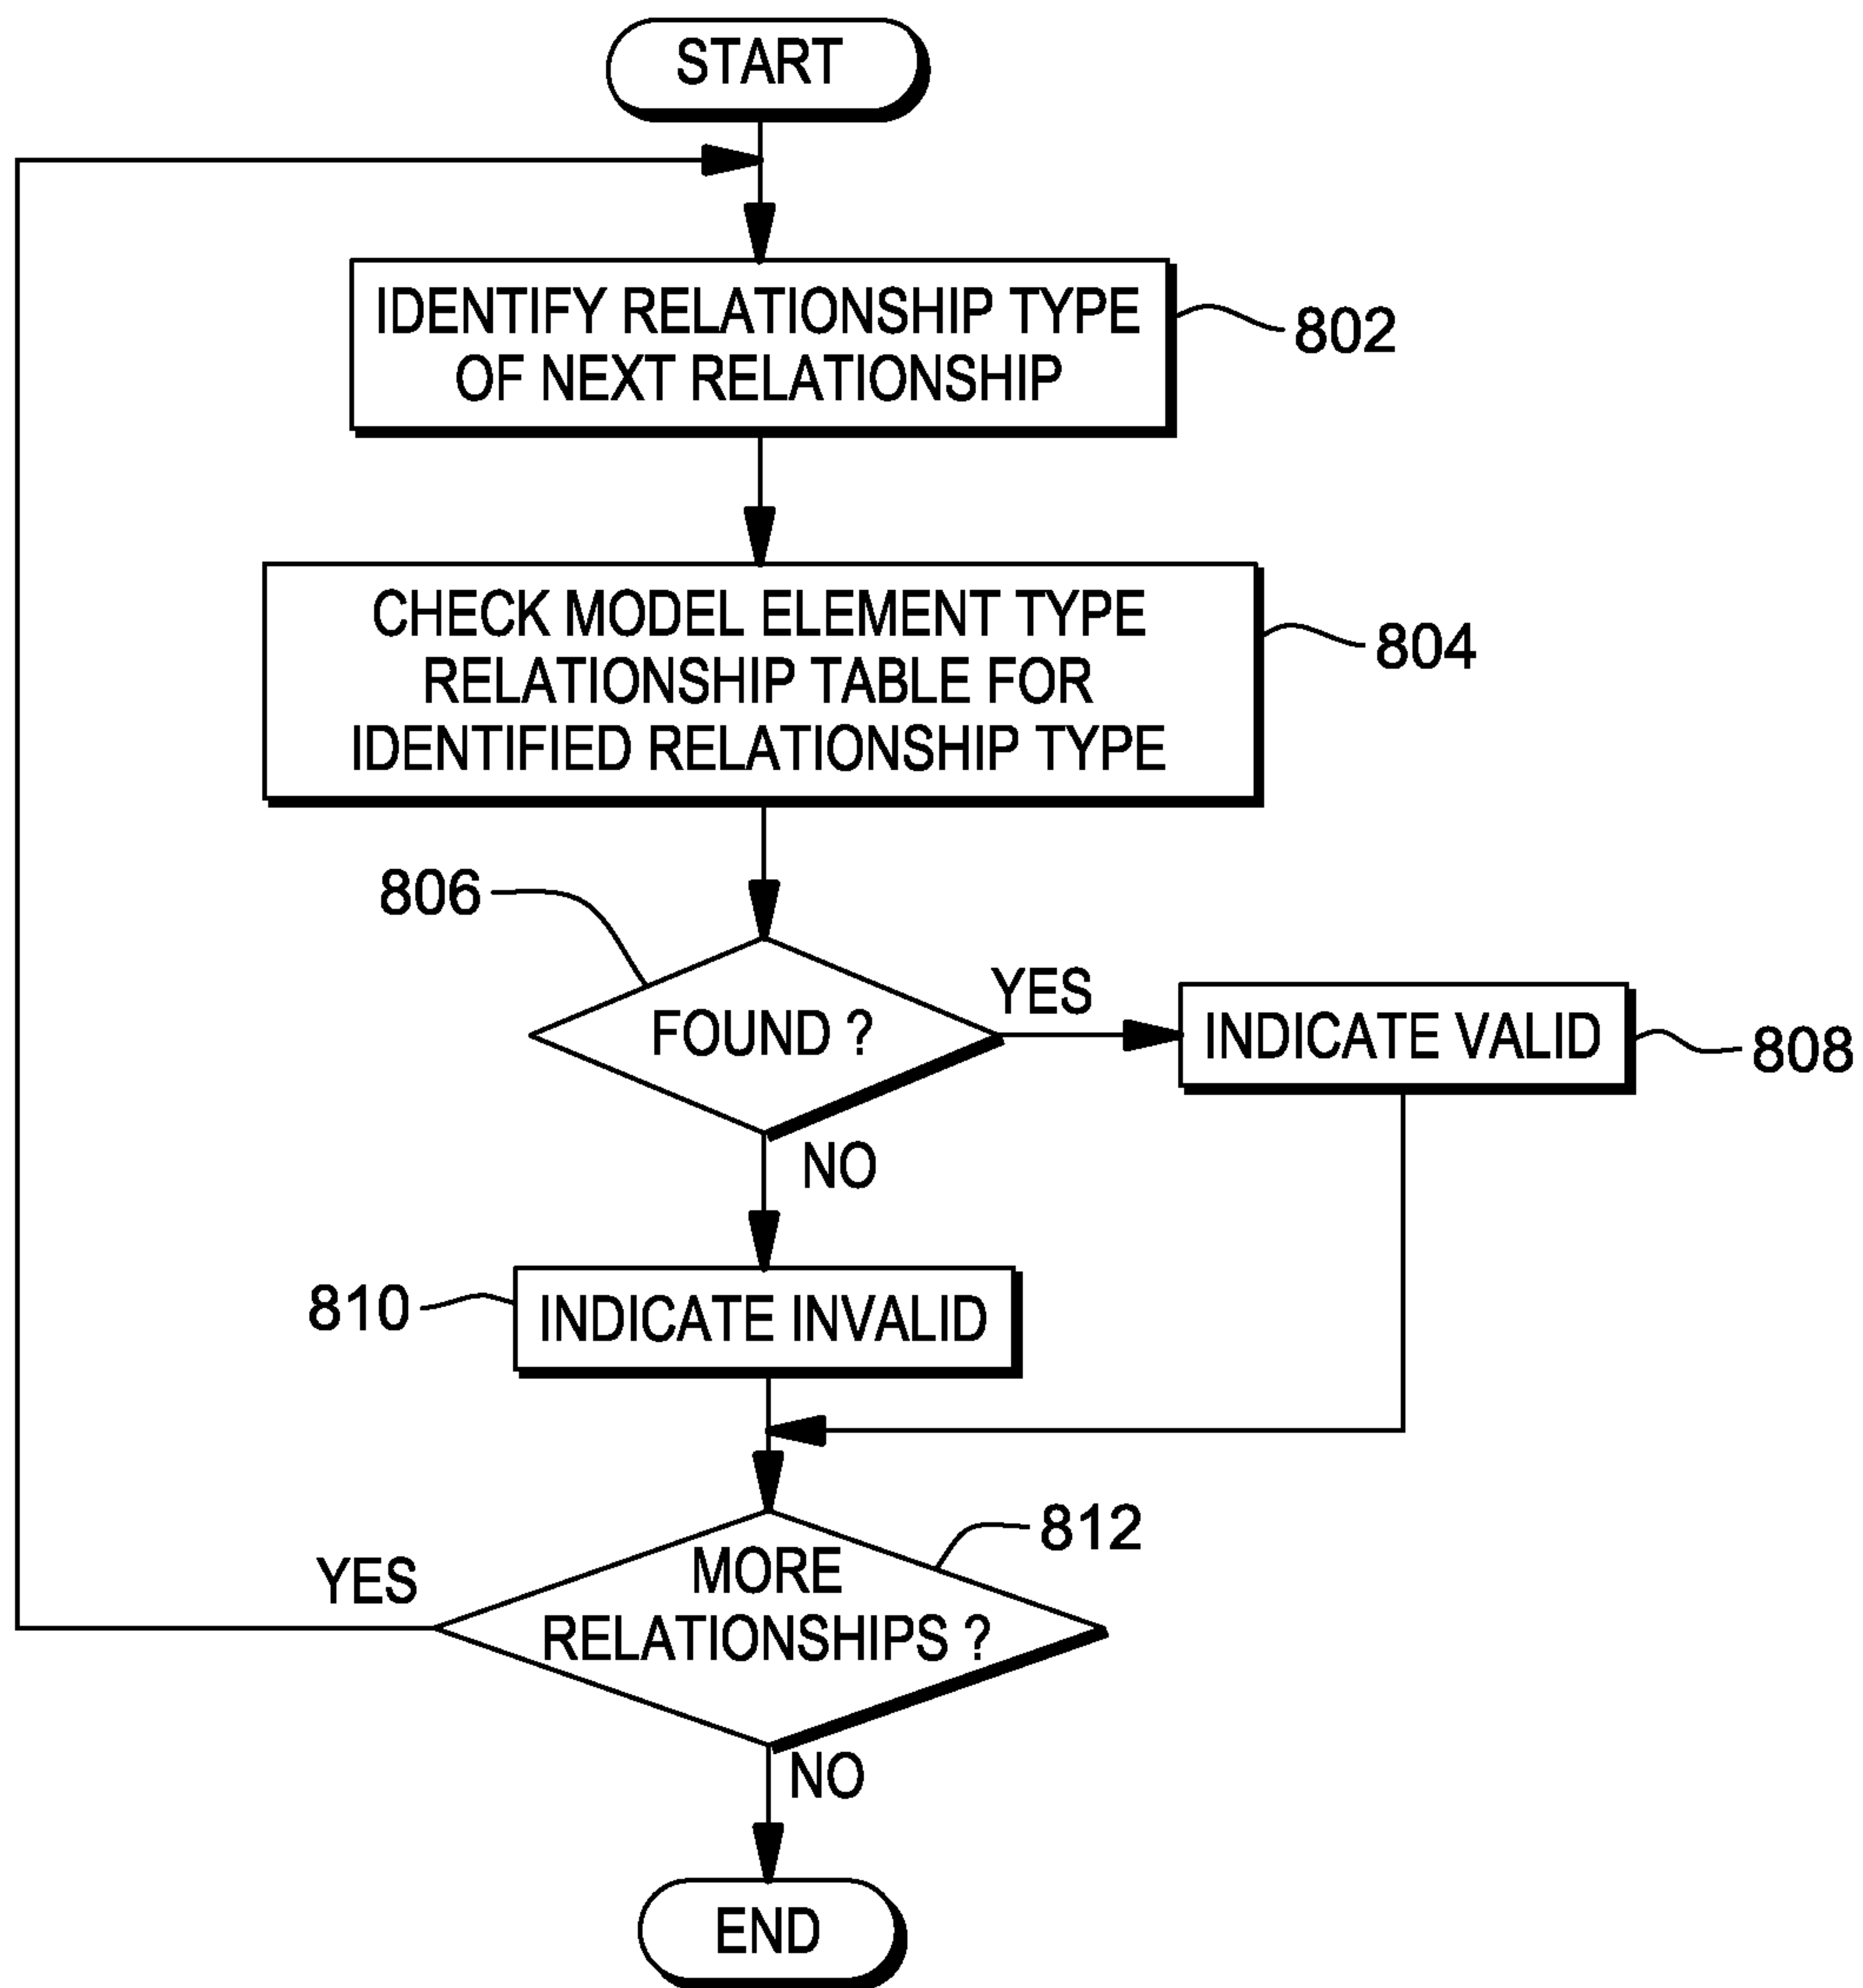 START
IDENTIFY RELATIONSHIP TYPE
OF NEXT RELATIONSHIP
802
CHECK MODEL ELEMENT TYPE
RELATIONSHIP TABLE FOR
IDENTIFIED RELATIONSHIP TYPE
804
806
FOUND ?
YES
INDICATE VALID
808
NO
810
INDICATE INVALID
812
YES
MORE
RELATIONSHIPS ?
NO
END